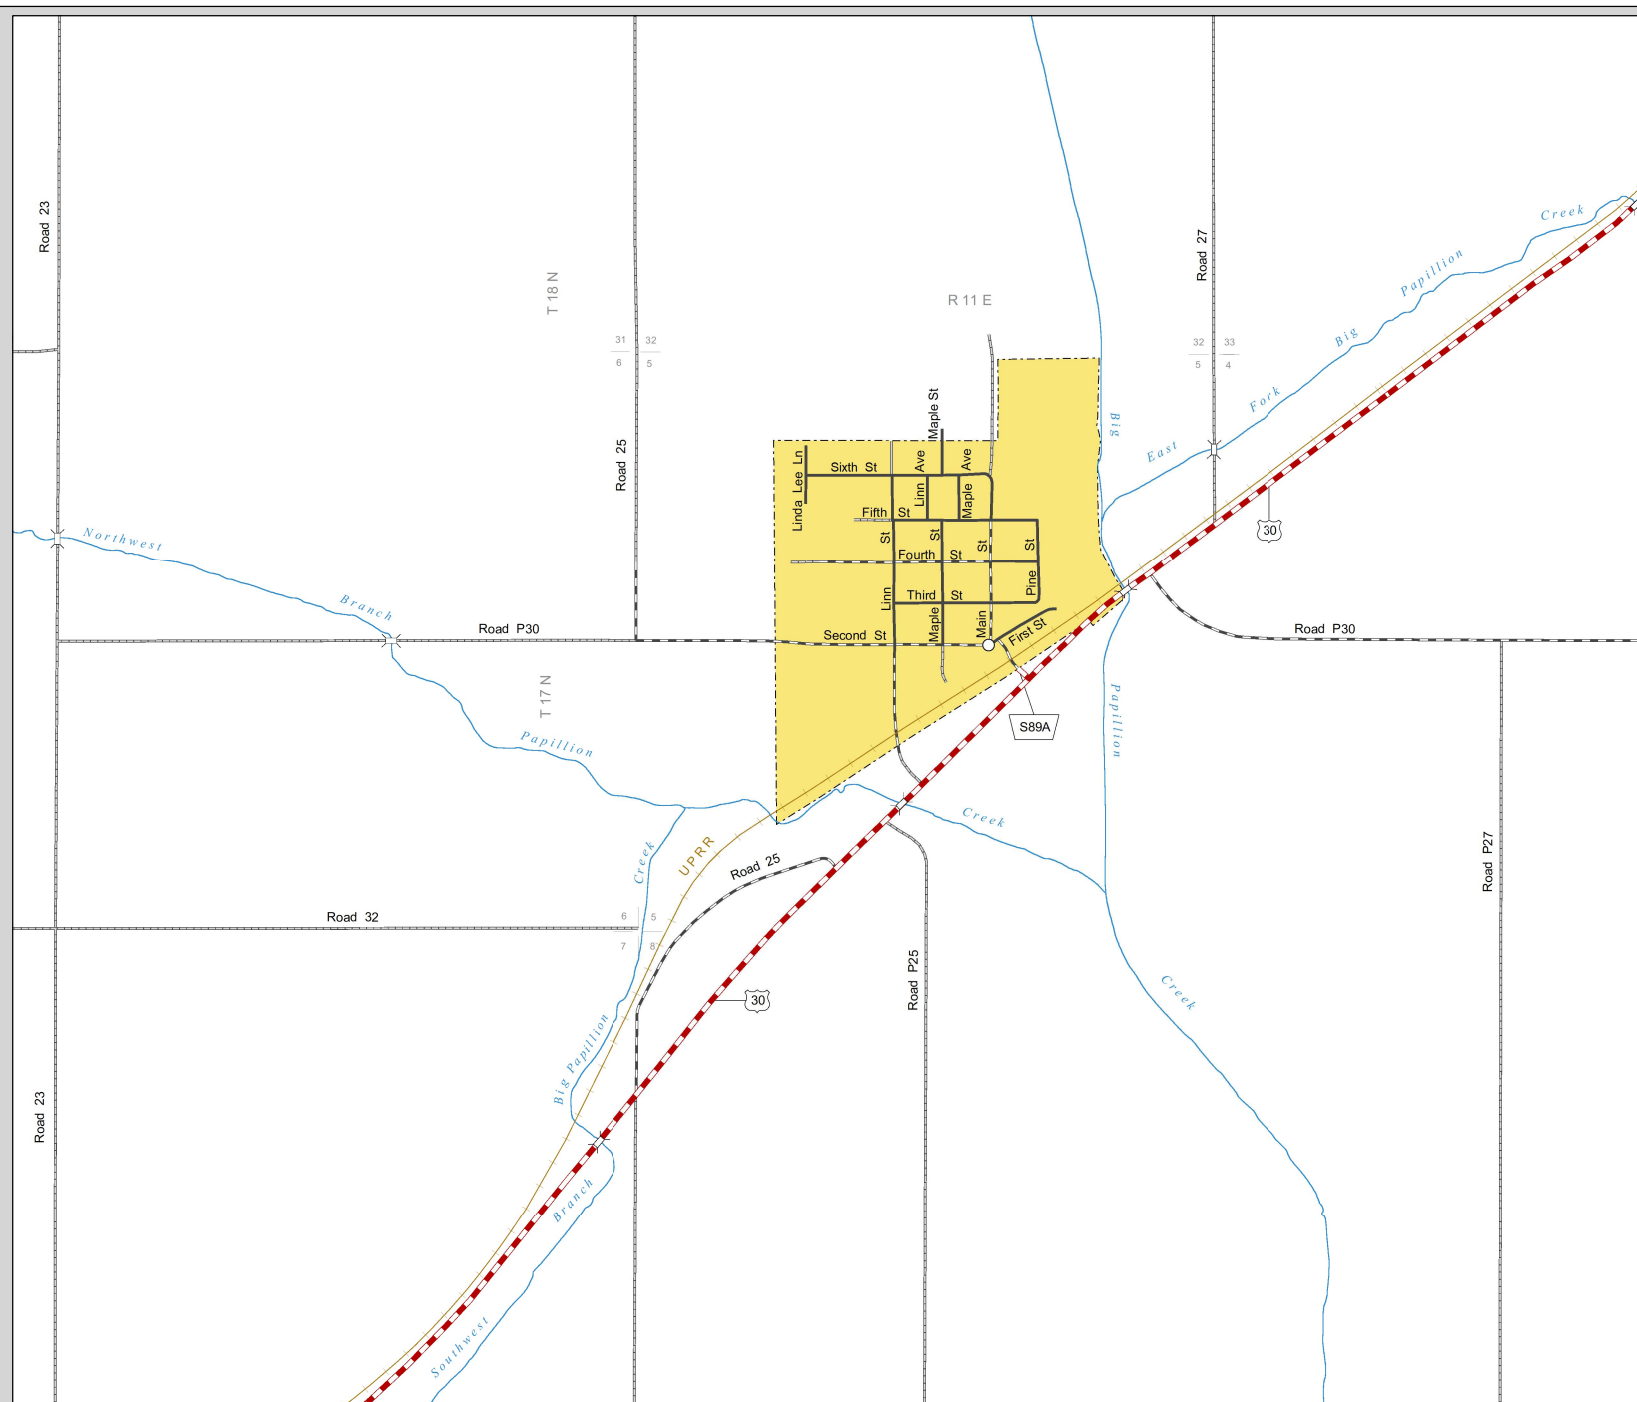 Road 23
T 18 N
R 11 E
Road 27
Creek
Papillion
Big
Fork
East
31 32
6 5
32 33
5 4
Road 25
Maple St
Big
Linda Lee Ln
Sixth St
Linn Ave
Maple Ave
Fifth St
Linn St
Maple St
Main St
Pine St
Fourth St
Third St
Second St
First St
30
Northwest
Branch
Road P30
Road P30
T 17 N
Papillion
S89A
Papillion
Creek
Creek
UPRR
Road 25
Road P27
Road 32
6 5
7 8
Road P25
30
Creek
Big Papillion
Road 23
Branch
Southwest